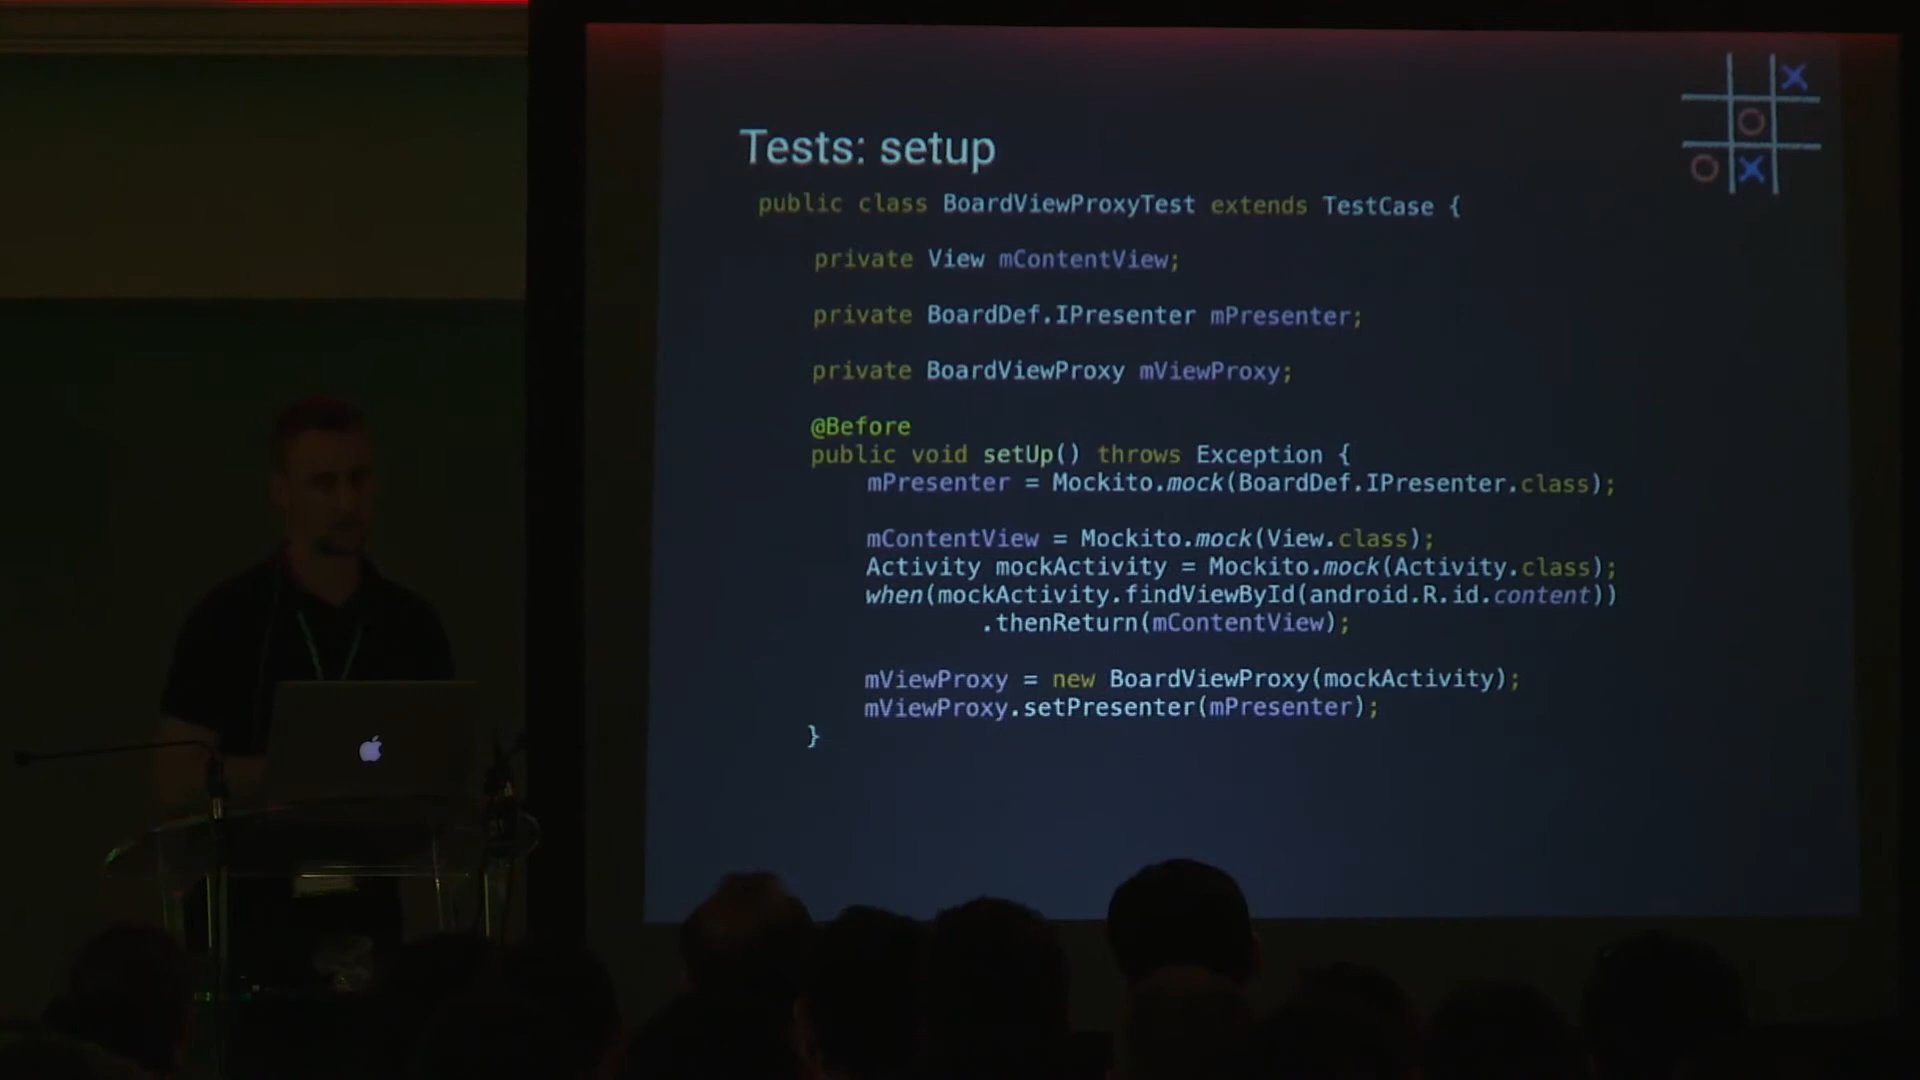 Tests: setup
public class BoardViewProxyTest extends TestCase {
private View mContentView;
private BoardDef.IPresenter mPresenter;
private BoardViewProxy mViewProxy;
@Before
public void setUp() throws Exception {
mPresenter = Mockito.mock(BoardDef.IPresenter.class);
mContentView = Mockito.mock(View.class);
Activity mockActivity = Mockito.mock(Activity.class);
when(mockActivity.findViewById(android.R.id.content))
.thenReturn(mContentView);
mViewProxy = new BoardViewProxy(mockActivity);
mViewProxy.setPresenter(mPresenter);
}